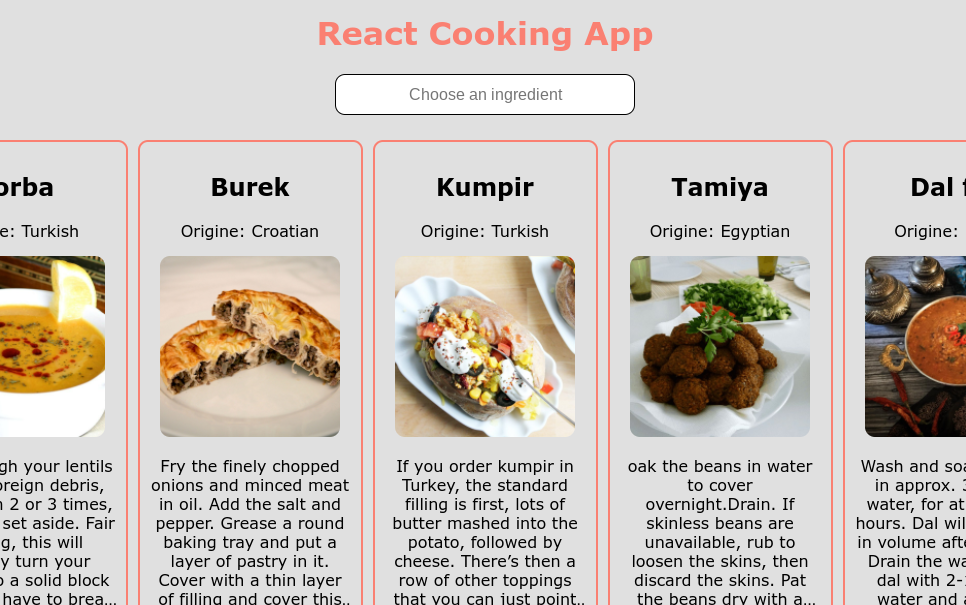 React Cooking App
Choose an ingredient
orba
e: Turkish
gh your lentils
oreign debris,
n 2 or 3 times,
set aside. Fair
g, this will
y turn your
o a solid block
have to brea...
Burek
Origine: Croatian
Fry the finely chopped
onions and minced meat
in oil. Add the salt and
pepper. Grease a round
baking tray and put a
layer of pastry in it.
Cover with a thin layer
of filling and cover this..
Kumpir
Origine: Turkish
If you order kumpir in
Turkey, the standard
filling is first, lots of
butter mashed into the
potato, followed by
cheese. There’s then a
row of other toppings
that you can just point..
Tamiya
Origine: Egyptian
oak the beans in water
to cover
overnight.Drain. If
skinless beans are
unavailable, rub to
loosen the skins, then
discard the skins. Pat
the beans dry with a...
Dal f
Origine:
Wash and soa
in approx. 3
water, for at
hours. Dal wil
in volume afte
Drain the wa
dal with 2-
water and a